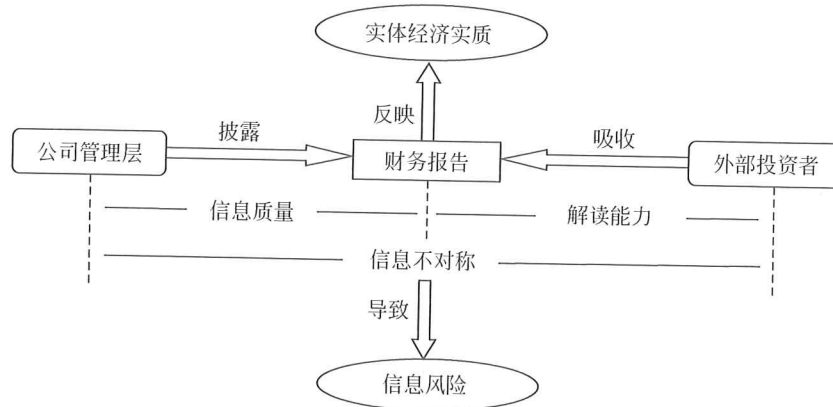 实体经济实质
反映
披露
吸收
公司管理层
财务报告
外部投资者
信息质量
解读能力
信息不对称
导致
信息风险